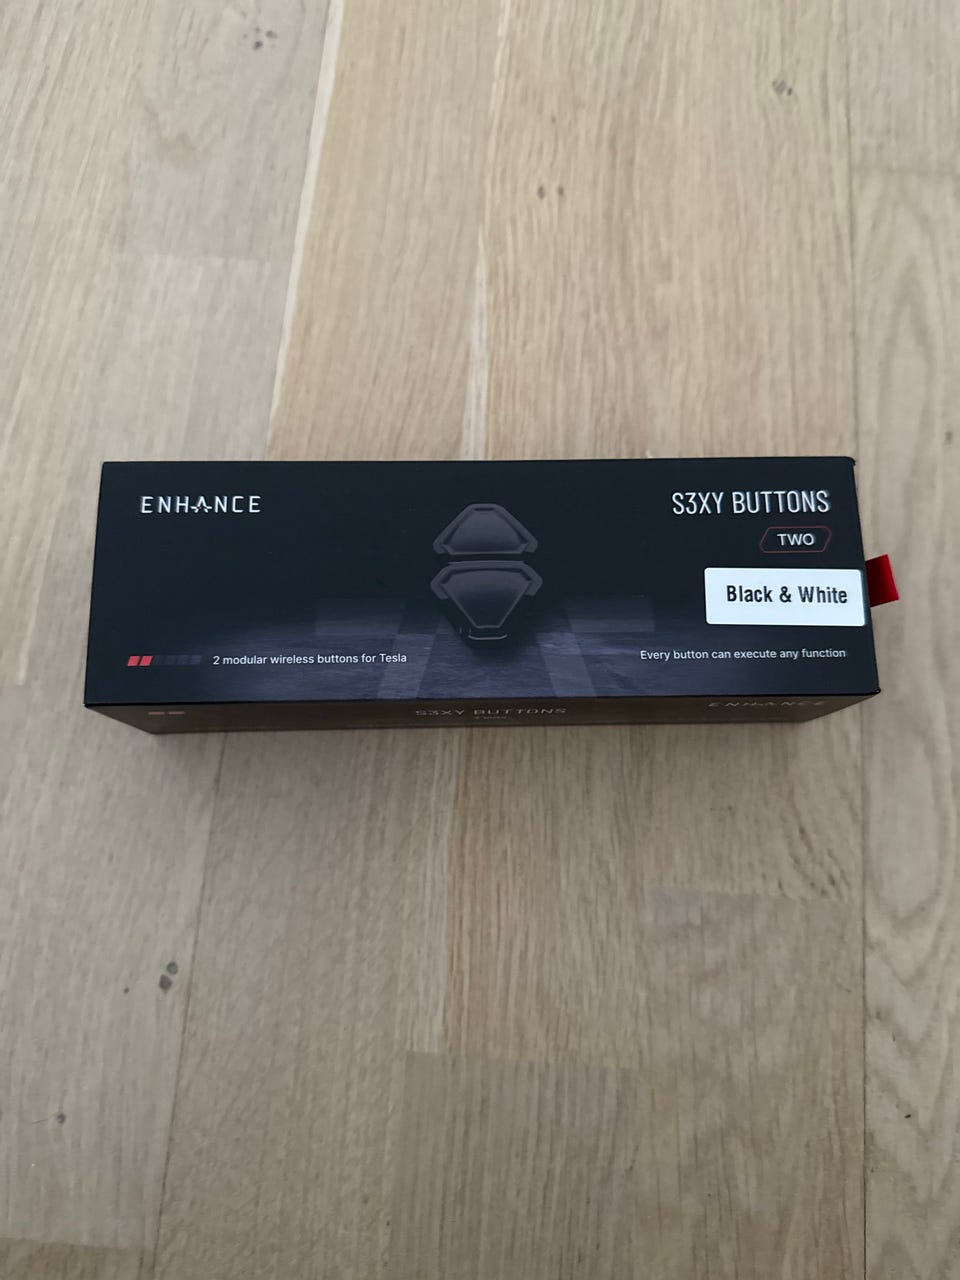 ENHANCE
S3XY BUTTONS
TWO
Black & White
2 modular wireless buttons for Tesla
Every button can execute any function
S3XY BUTTONS
TWO
ENHANCE